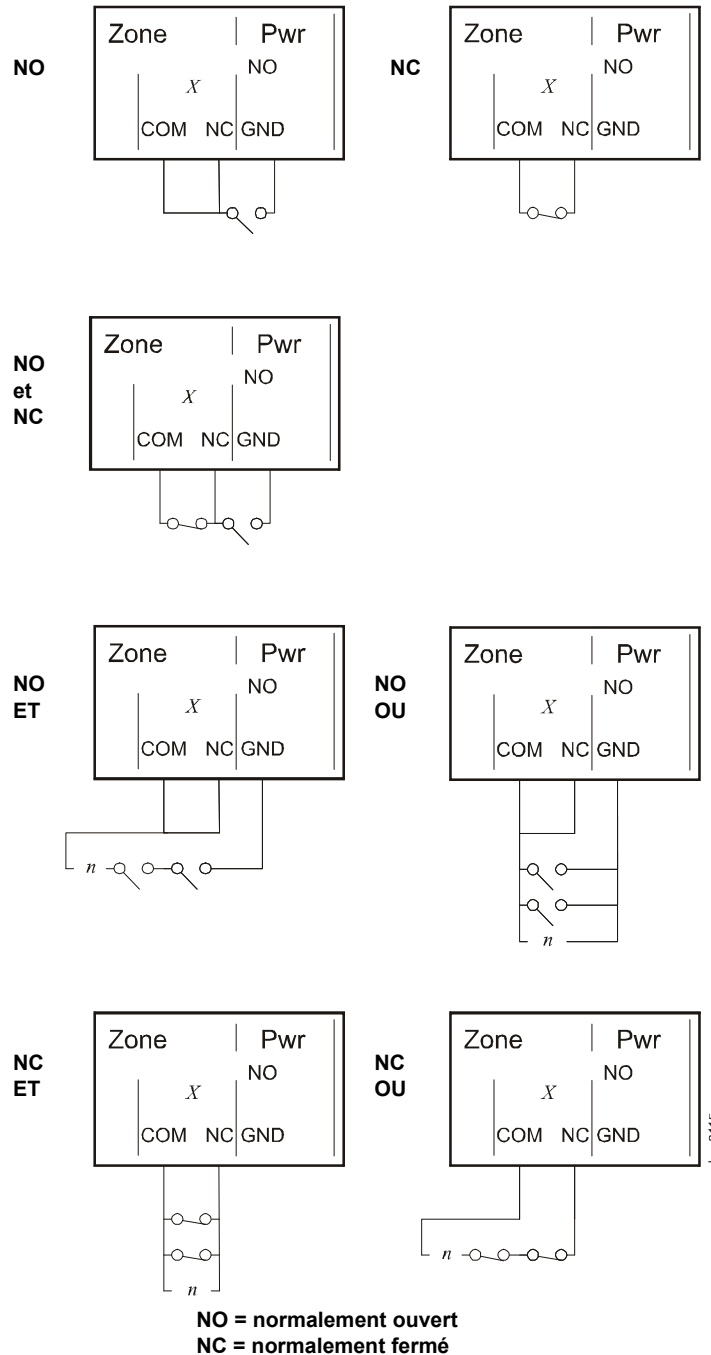 NO
Zone | Pwr
NO
X
COM NC GND
NC
Zone | Pwr
NO
X
COM NC GND
NO
et
NC
Zone | Pwr
NO
X
COM NC GND
NO
ET
Zone | Pwr
NO
X
COM NC GND
n
NO
OU
Zone | Pwr
NO
X
COM NC GND
n
NC
ET
Zone | Pwr
NO
X
COM NC GND
n
NC
OU
Zone | Pwr
NO
X
COM NC GND
n
NO = normalement ouvert
NC = normalement fermé